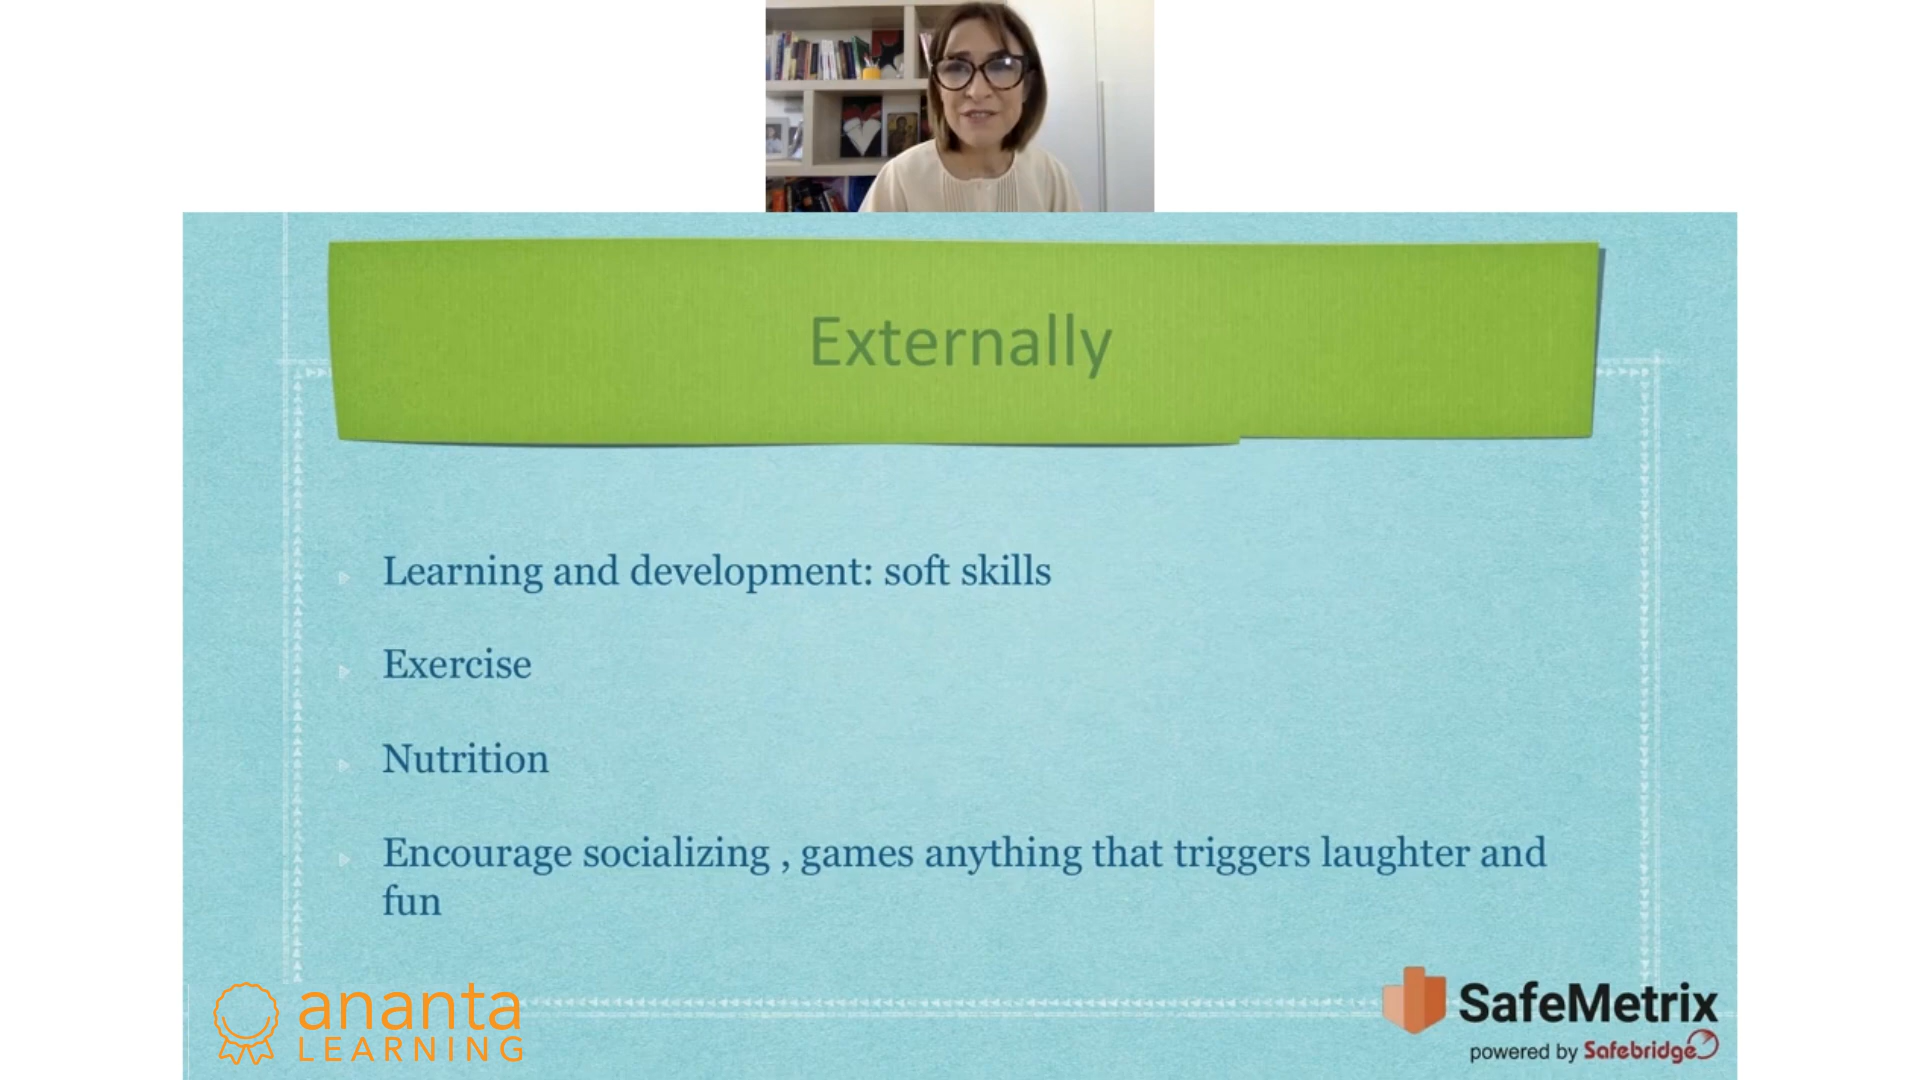 Externally
Learning and development: soft skills
Exercise
Nutrition
Encourage socializing , games anything that triggers laughter and
fun
ananta
LEARNING
SafeMetrix
powered by Safebridge